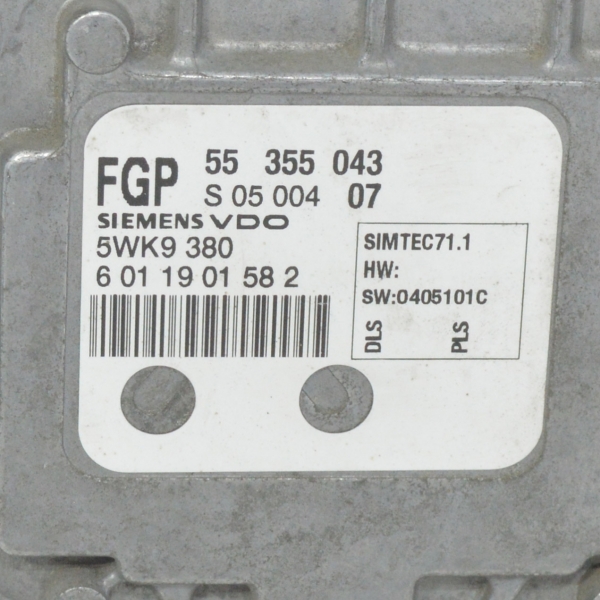 FGP 55 355 043
S 05 004 07
SIEMENS VDO
5WK9 380
6 01 19 01 58 2
SIMTEC71.1
HW:
SW:0405101C
DLS PLS